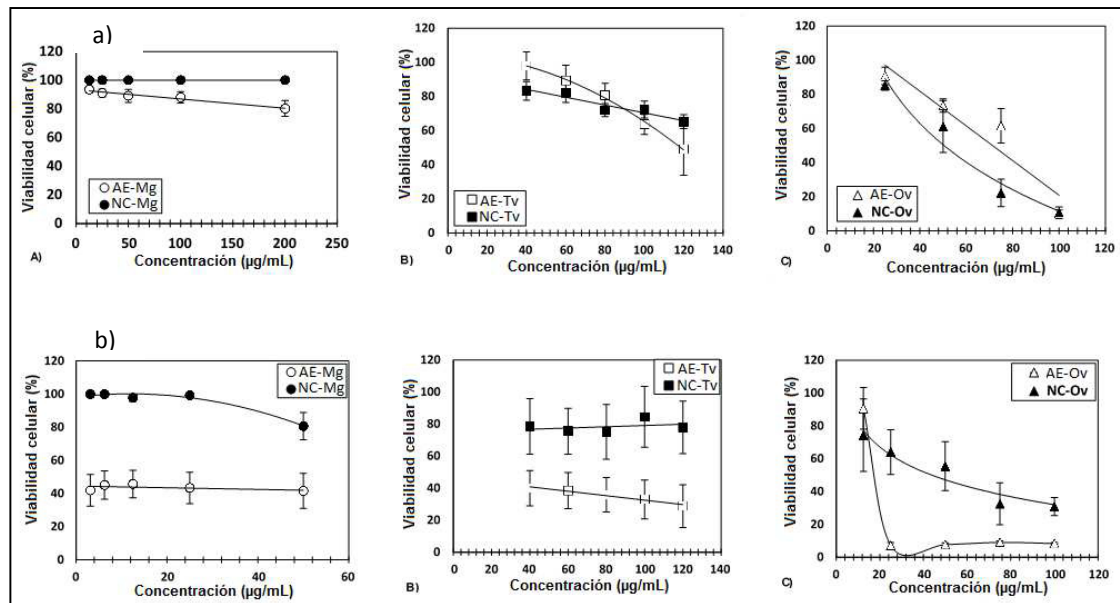 a)
Viabilidad celular (%)
120
100
80
60
40
20
0
AE-Mg
NC-Mg
0 50 100 150 200 250
A)
Concentración (µg/mL)
Viabilidad celular (%)
120
100
80
60
40
20
0
AE-Tv
NC-Tv
0 20 40 60 80 100 120 140
B)
Concentración (µg/mL)
Viabilidad celular (%)
120
100
80
60
40
20
0
AE-Ov
NC-Ov
0 20 40 60 80 100 120
C)
Concentración (µg/mL)
b)
Viabilidad celular (%)
120
100
80
60
40
20
0
AE-Mg
NC-Mg
0 20 40 60
Concentración (µg/mL)
Viabilidad celular (%)
120
100
80
60
40
20
0
AE-Tv
NC-Tv
0 20 40 60 80 100 120 140
B)
Concentración (µg/mL)
Viabilidad celular (%)
120
100
80
60
40
20
0
AE-Ov
NC-Ov
0 20 40 60 80 100 120
C)
Concentración (µg/mL)